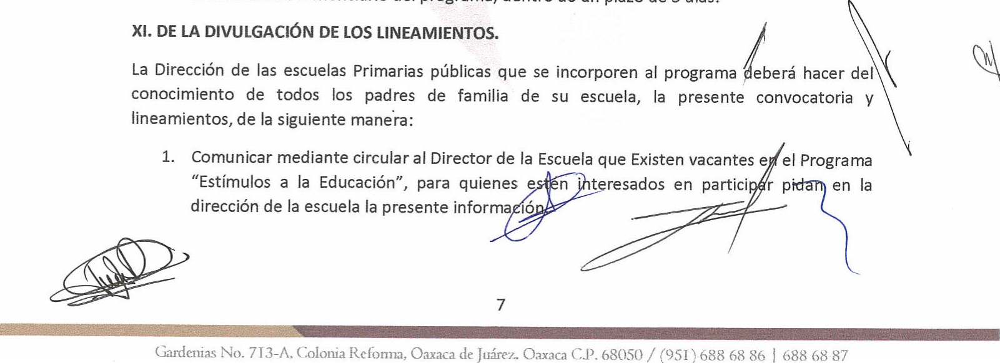 del programa, dentro de un plazo de 5 días.
XI. DE LA DIVULGACIÓN DE LOS LINEAMIENTOS.
La Dirección de las escuelas Primarias públicas que se incorporen al programa deberá hacer del
conocimiento de todos los padres de familia de su escuela, la presente convocatoria y
lineamientos, de la siguiente manera:
1. Comunicar mediante circular al Director de la Escuela que Existen vacantes en el Programa
“Estímulos a la Educación”, para quienes estén interesados en participar pidan en la
dirección de la escuela la presente información.
7
Gardenias No. 713-A, Colonia Reforma, Oaxaca de Juárez, Oaxaca C.P. 68050 / (951) 688 68 86 | 688 68 87